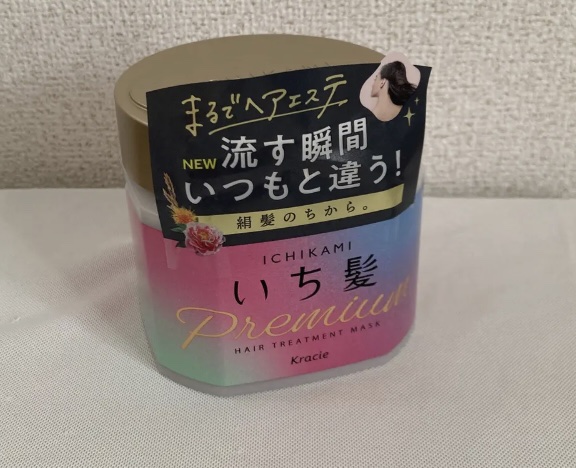 まるでヘアエステ
NEW 流す瞬間
いつもと違う!
絹髪のちから。
ICHIKAMI
いち髪
Premium
HAIR TREATMENT MASK
Kracie